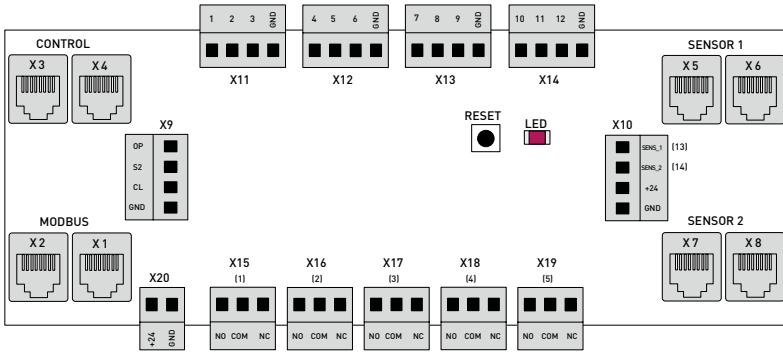 1 2 3 GND 4 5 6 GND 7 8 9 GND 10 11 12 GND
CONTROL
SENSOR 1
X3 X4
X5 X6
X11 X12 X13 X14
RESET LED
X9
OP
S2
CL
GND
X10
SENS_1 (13)
SENS_2 (14)
+24
GND
MODBUS
SENSOR 2
X2 X1
X7 X8
X20 X15 X16 X17 X18 X19
(1) (2) (3) (4) (5)
+24 GND NO COM NC NO COM NC NO COM NC NO COM NC NO COM NC